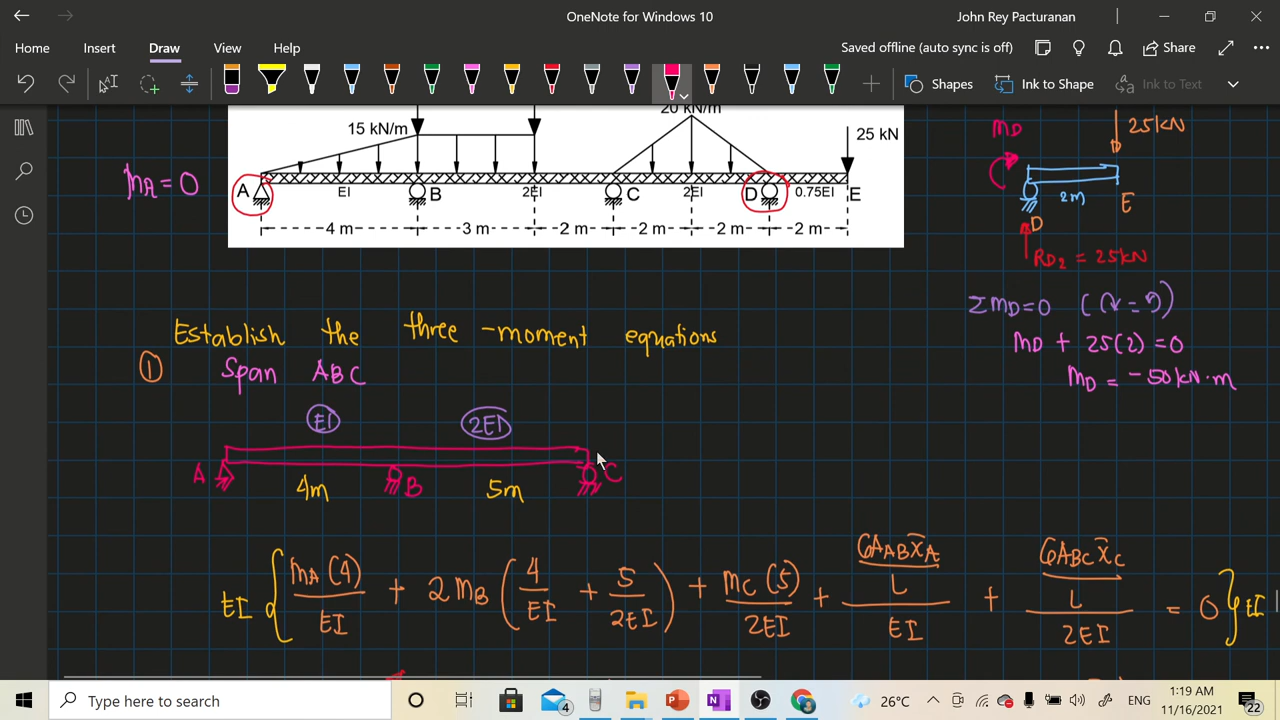 OneNote for Windows 10
John Rey Pacturanan
Home Insert Draw View Help
Saved offline (auto sync is off)
Share
Shapes
Ink to Shape
Ink to Text
15 kN/m
20 kN/m
25 kN
A EI B 2EI C 2EI D 0.75EI E
4 m 3 m 2 m 2 m 2 m 2 m
MA = 0
MD
25kN
2m
E
D
RD2 = 25kN
ΣMD=0 (↷=↶)
MD + 25(2) = 0
MD = -50kN·m
Establish the three-moment equations
① Span ABC
EI 2EI
A 4m B 5m C
EI { MA(4)/EI + 2MB (4/EI + 5/2EI) + MC(5)/2EI + 6AABx̄A/L/EI + 6ABCx̄C/L/2EI = 0 } EI
Type here to search
4
26°C
ENG
1:19 AM
11/16/2021
22